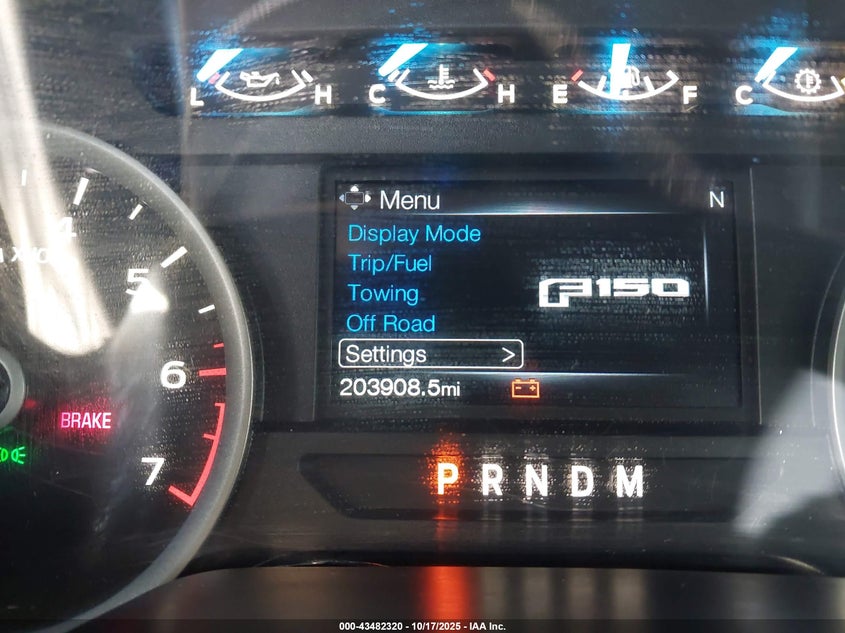 L H C H E F C
Menu N
Display Mode
Trip/Fuel
Towing
F150
Off Road
Settings >
203908.5mi
4
5
6
7
BRAKE
P R N D M
000-43482320 - 10/17/2025 - IAA Inc.